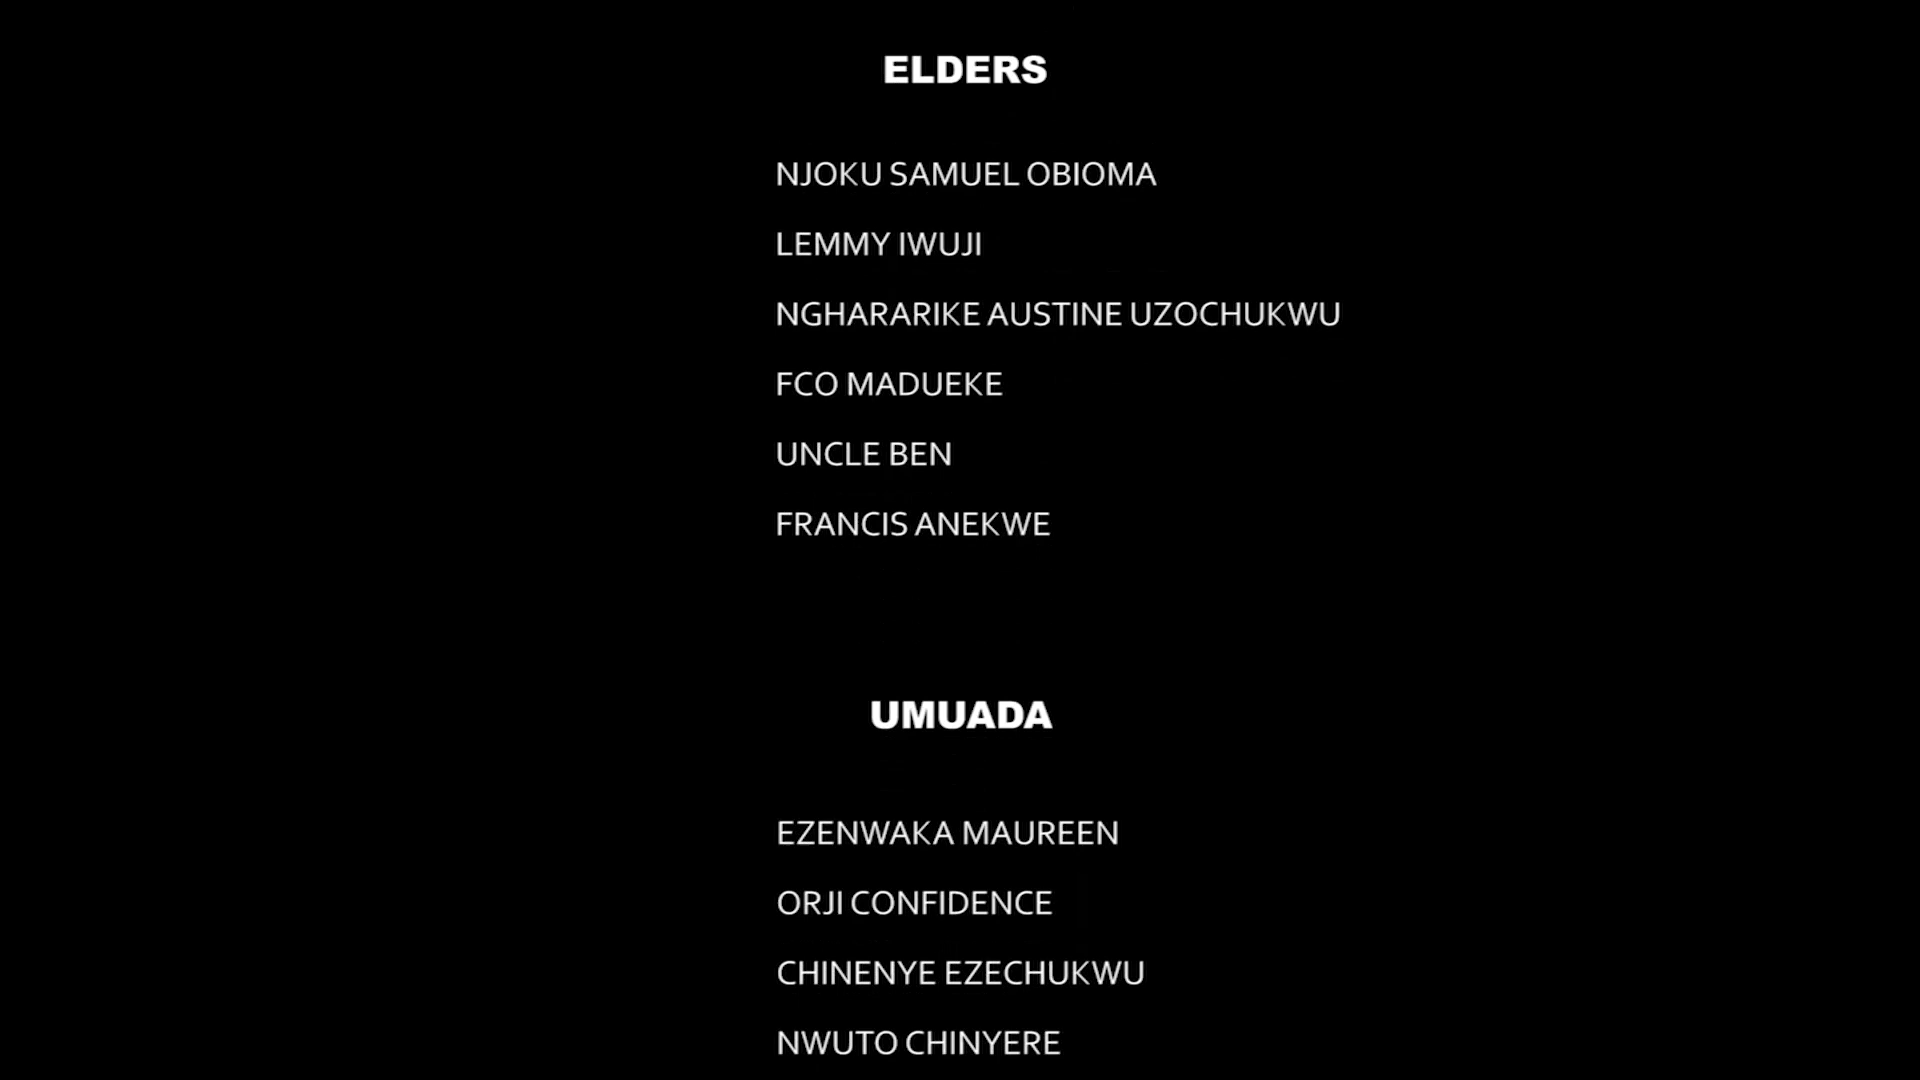 ELDERS
NJOKU SAMUEL OBIOMA
LEMMY IWUJI
NGHARARIKE AUSTINE UZOCHUKWU
FCO MADUEKE
UNCLE BEN
FRANCIS ANEKWE
UMUADA
EZENWAKA MAUREEN
ORJI CONFIDENCE
CHINENYE EZECHUKWU
NWUTO CHINYERE